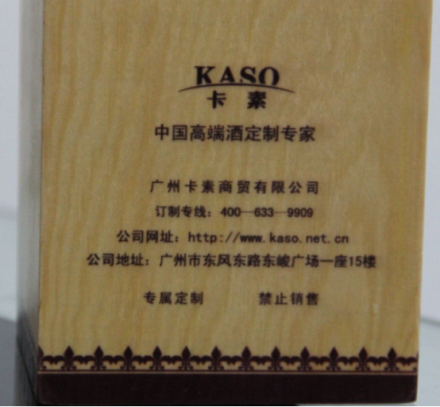 KASO
卡 素
中国高端酒定制专家
广州卡素商贸有限公司
订制专线：400—633—9909
公司网址：http://www.kaso.net.cn
公司地址：广州市东风东路东峻广场一座15楼
专属定制 禁止销售